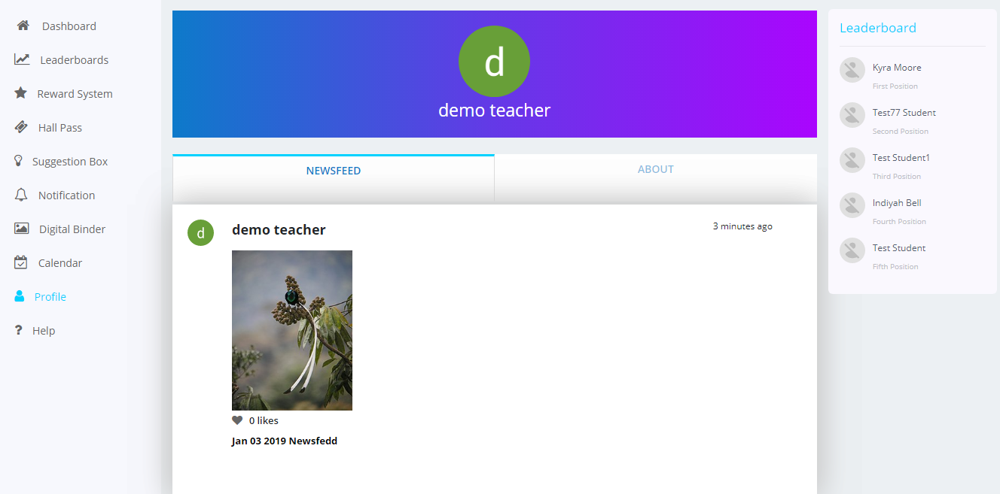 Dashboard
Leaderboards
Reward System
Hall Pass
Suggestion Box
Notification
Digital Binder
Calendar
Profile
? Help
d
demo teacher
NEWSFEED
ABOUT
d
demo teacher
3 minutes ago
0 likes
Jan 03 2019 Newsfedd
Leaderboard
Kyra Moore
First Position
Test77 Student
Second Position
Test Student1
Third Position
Indiyah Bell
Fourth Position
Test Student
Fifth Position